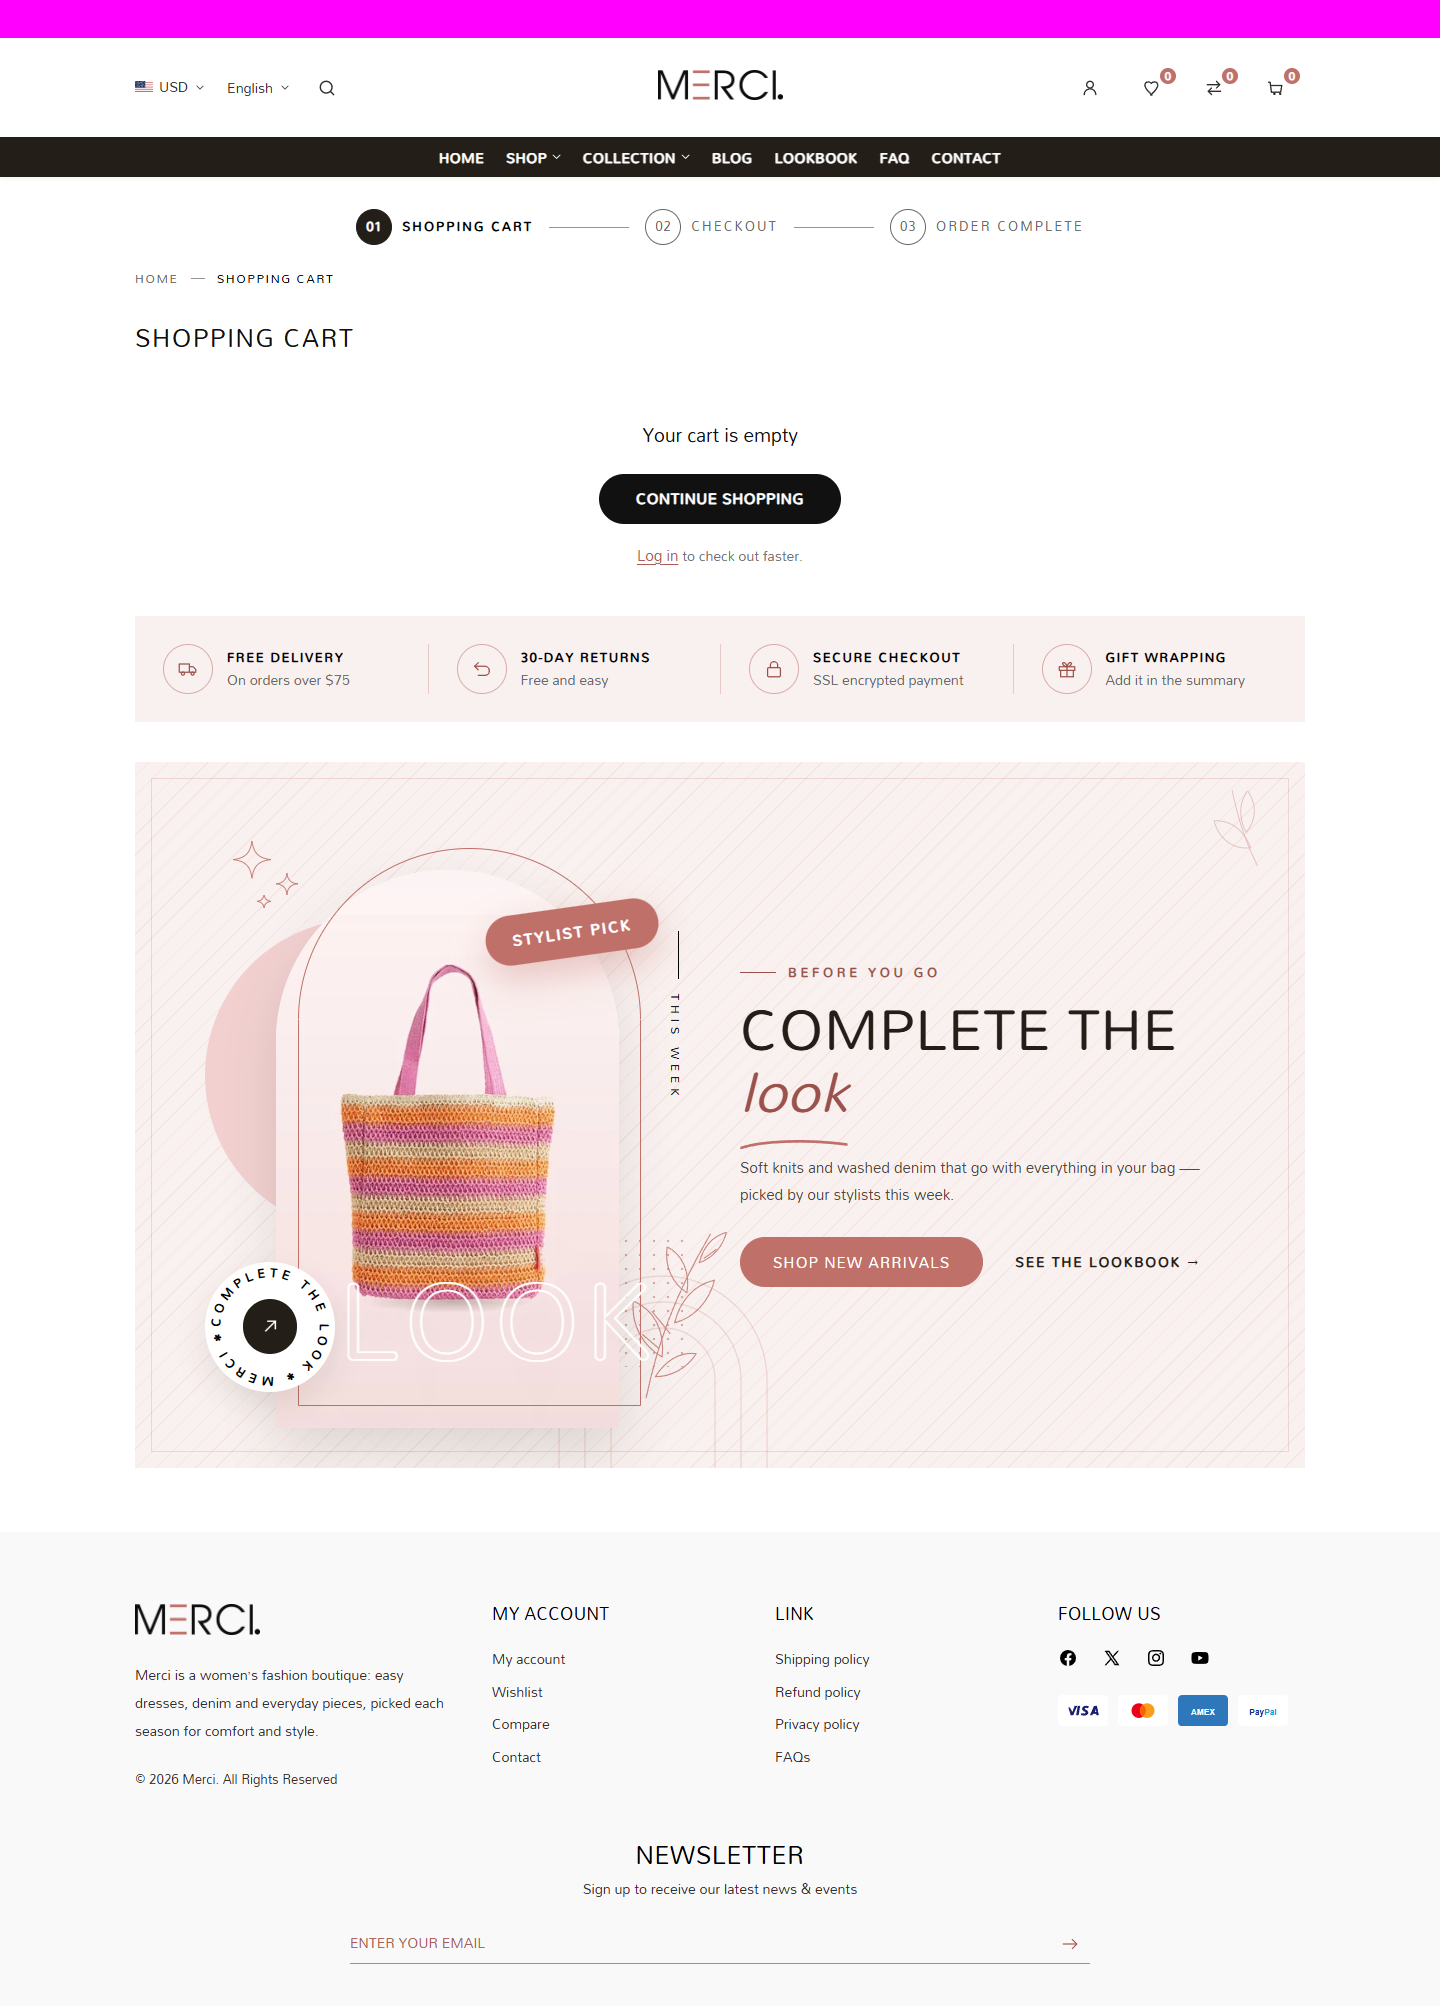 USD
English
MERCI.
0
0
0
HOME
SHOP
COLLECTION
BLOG
LOOKBOOK
FAQ
CONTACT
01 SHOPPING CART
02 CHECKOUT
03 ORDER COMPLETE
HOME — SHOPPING CART
SHOPPING CART
Your cart is empty
CONTINUE SHOPPING
Log in to check out faster.
FREE DELIVERY
On orders over $75
30-DAY RETURNS
Free and easy
SECURE CHECKOUT
SSL encrypted payment
GIFT WRAPPING
Add it in the summary
STYLIST PICK
THIS WEEK
LOOK
COMPLETE THE LOOK * MERCI *
BEFORE YOU GO
COMPLETE THE
look
Soft knits and washed denim that go with everything in your bag —
picked by our stylists this week.
SHOP NEW ARRIVALS
SEE THE LOOKBOOK →
MERCI.
Merci is a women's fashion boutique: easy
dresses, denim and everyday pieces, picked each
season for comfort and style.
© 2026 Merci. All Rights Reserved
MY ACCOUNT
My account
Wishlist
Compare
Contact
LINK
Shipping policy
Refund policy
Privacy policy
FAQs
FOLLOW US
VISA
AMEX
PayPal
NEWSLETTER
Sign up to receive our latest news & events
ENTER YOUR EMAIL